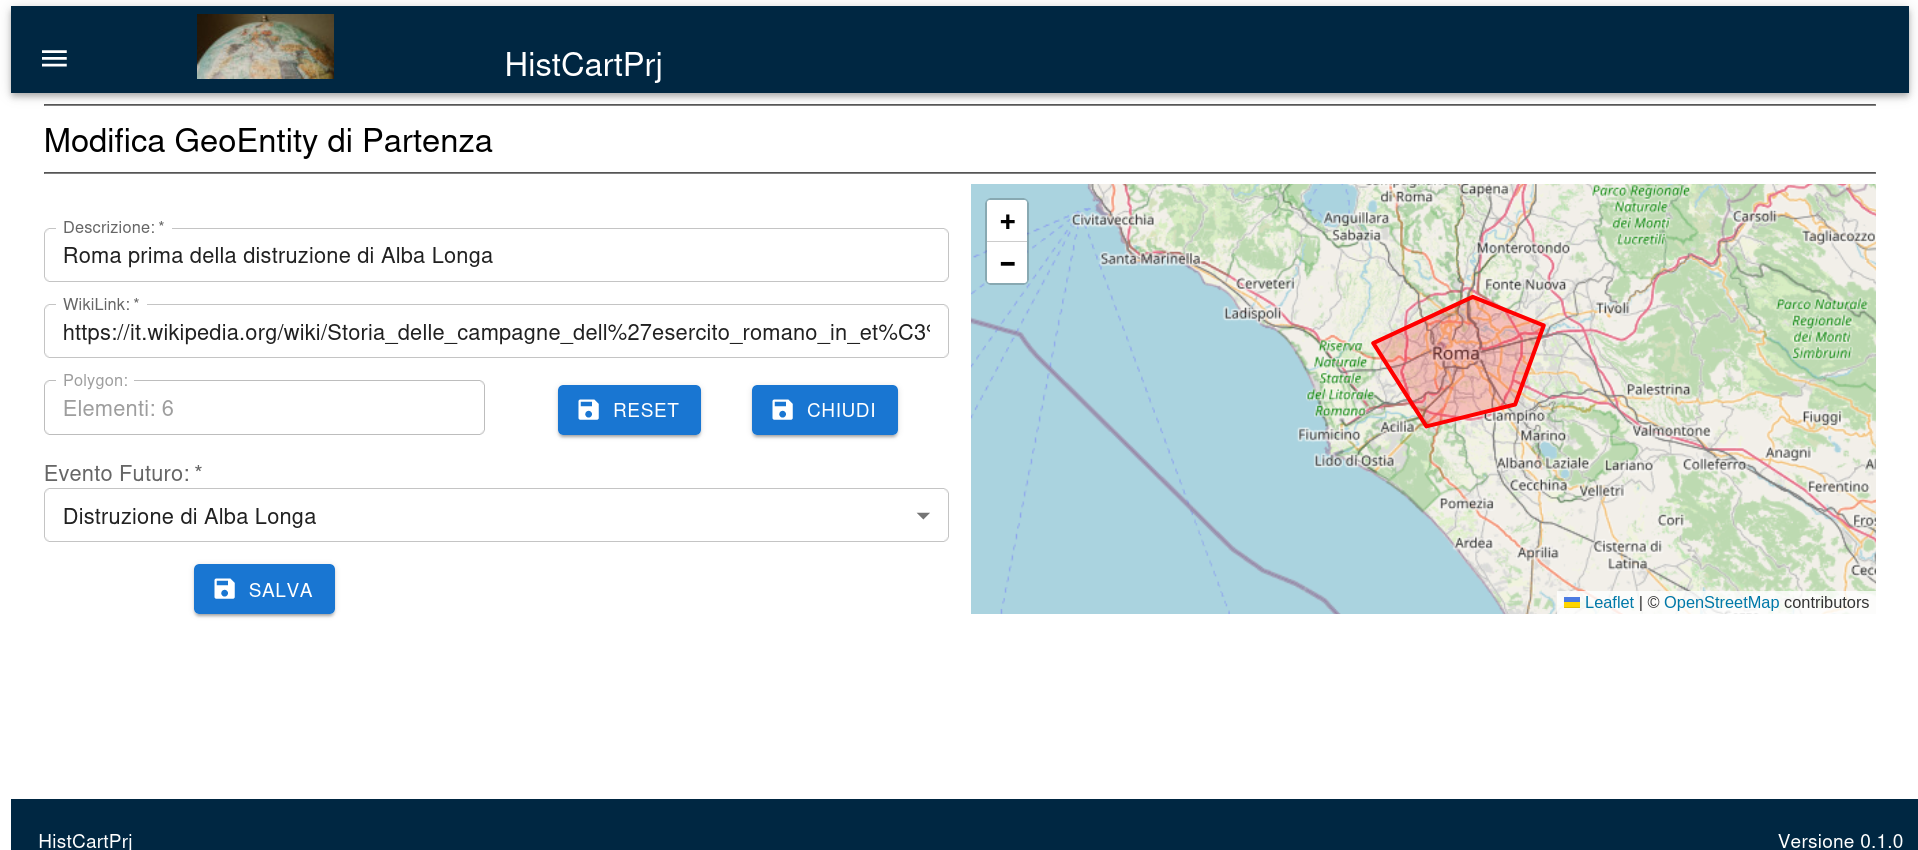 HistCartPrj
Modifica GeoEntity di Partenza
Descrizione: *
Roma prima della distruzione di Alba Longa
WikiLink: *
https://it.wikipedia.org/wiki/Storia_delle_campagne_dell%27esercito_romano_in_et%C3
Polygon:
Elementi: 6
RESET
CHIUDI
Evento Futuro: *
Distruzione di Alba Longa
SALVA
+
−
Civitavecchia
Santa Marinella
Cerveteri
Ladispoli
Anguillara
Sabazia
di Roma
Capena
Monterotondo
Fonte Nuova
Parco Regionale
Naturale
dei Monti
Lucretili
Carsoli
Tagliacozzo
Tivoli
Parco Naturale
Regionale
dei Monti
Simbruini
Riserva
Naturale
Statale
del Litorale
Romano
Roma
Palestrina
Fiuggi
Fiumicino
Acilia
Ciampino
Marino
Valmontone
Anagni
Lido di Ostia
Albano Laziale
Lariano
Colleferro
Cecchina
Velletri
Ferentino
Pomezia
Cori
Ardea
Aprilia
Cisterna di
Latina
Leaflet | © OpenStreetMap contributors
HistCartPrj
Versione 0.1.0